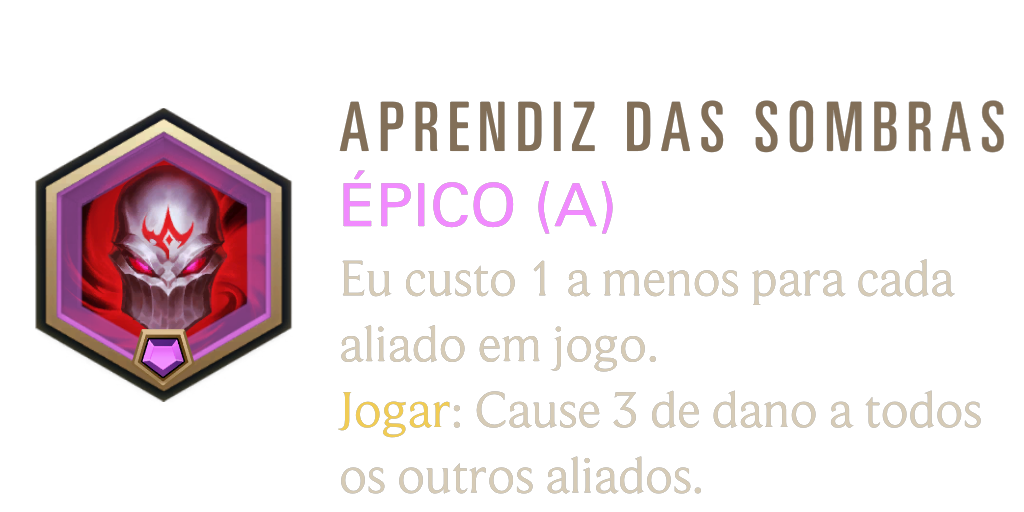 APRENDIZ DAS SOMBRAS
ÉPICO (A)
Eu custo 1 a menos para cada
aliado em jogo.
Jogar: Cause 3 de dano a todos
os outros aliados.